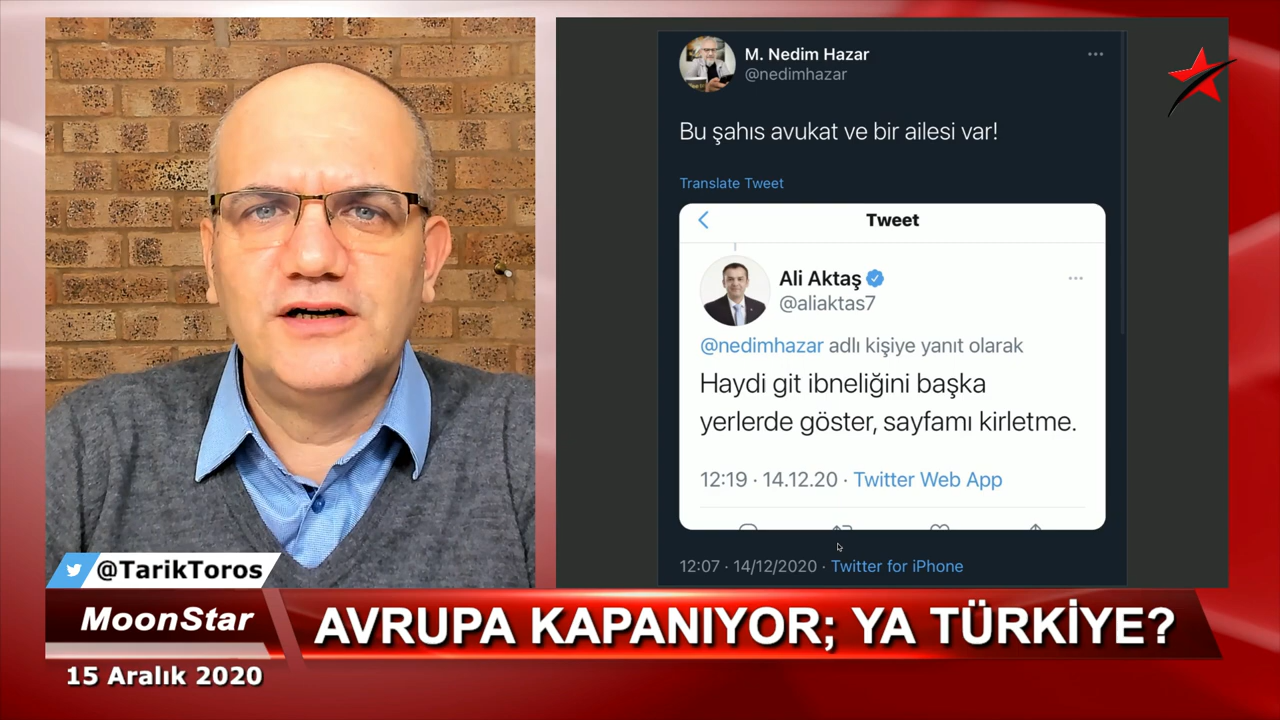 M. Nedim Hazar
@nedimhazar
Bu şahıs avukat ve bir ailesi var!
Translate Tweet
Tweet
Ali Aktaş
@aliaktas7
@nedimhazar adlı kişiye yanıt olarak
Haydi git ibneliğini başka
yerlerde göster, sayfamı kirletme.
12:19 · 14.12.20 · Twitter Web App
12:07 · 14/12/2020 · Twitter for iPhone
@TarikToros
MoonStar
AVRUPA KAPANIYOR; YA TÜRKİYE?
15 Aralık 2020